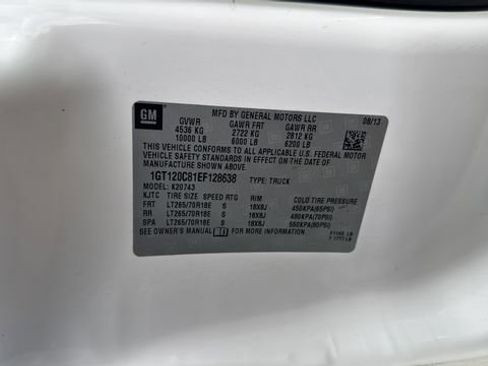 GM
MFD BY GENERAL MOTORS LLC 08/13
GVWR GAWR FRT GAWR RR
4536 KG 2722 KG 2812 KG
10000 LB 6000 LB 6200 LB
THIS VEHICLE CONFORMS TO ALL APPLICABLE U.S. FEDERAL MOTOR
VEHICLE SAFETY STANDARDS IN EFFECT ON THE DATE OF
MANUFACTURE SHOWN ABOVE.
1GT120C81EF128638 TYPE: TRUCK
MODEL: K20743
KJTC TIRE SIZE SPEED RTG RIM COLD TIRE PRESSURE
FRT LT265/70R18E S 18X8J 450KPA(65PSI)
RR LT265/70R18E S 18X8J 480KPA(70PSI)
SPA LT265/70R18E S 18X8J 550KPA(80PSI)
SEE OWNER'S MANUAL FOR MORE INFORMATION.